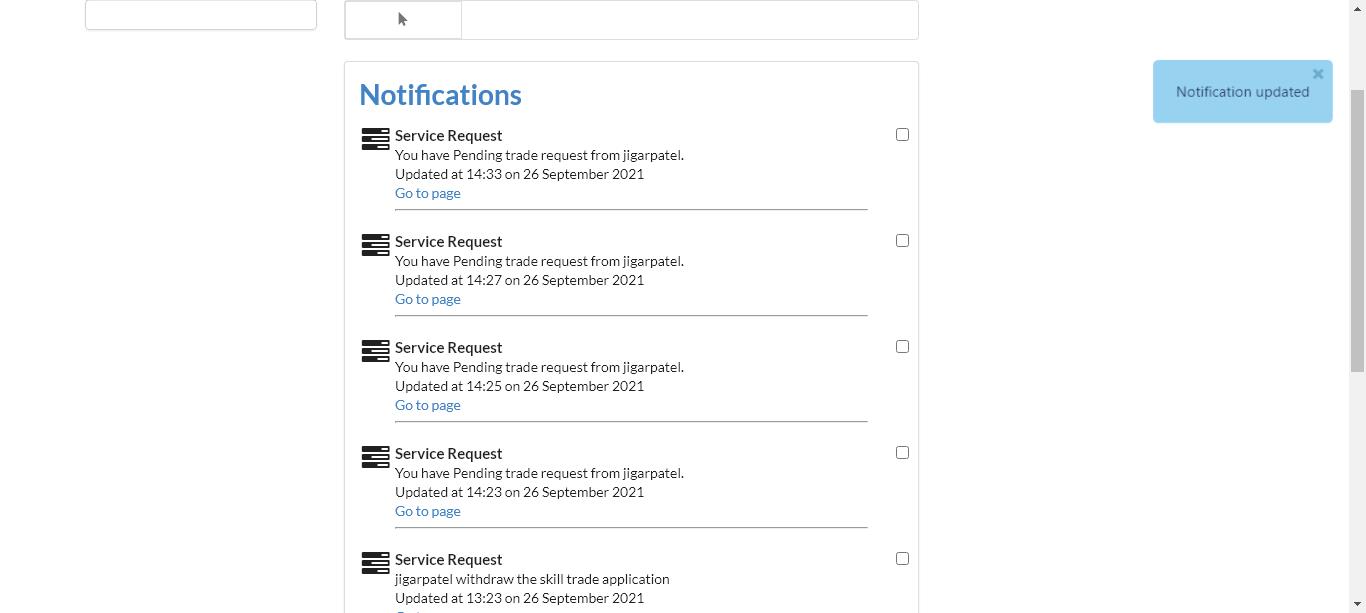 Notification updated
Notifications
Service Request
You have Pending trade request from jigarpatel.
Updated at 14:33 on 26 September 2021
Go to page
Service Request
You have Pending trade request from jigarpatel.
Updated at 14:27 on 26 September 2021
Go to page
Service Request
You have Pending trade request from jigarpatel.
Updated at 14:25 on 26 September 2021
Go to page
Service Request
You have Pending trade request from jigarpatel.
Updated at 14:23 on 26 September 2021
Go to page
Service Request
jigarpatel withdraw the skill trade application
Updated at 13:23 on 26 September 2021